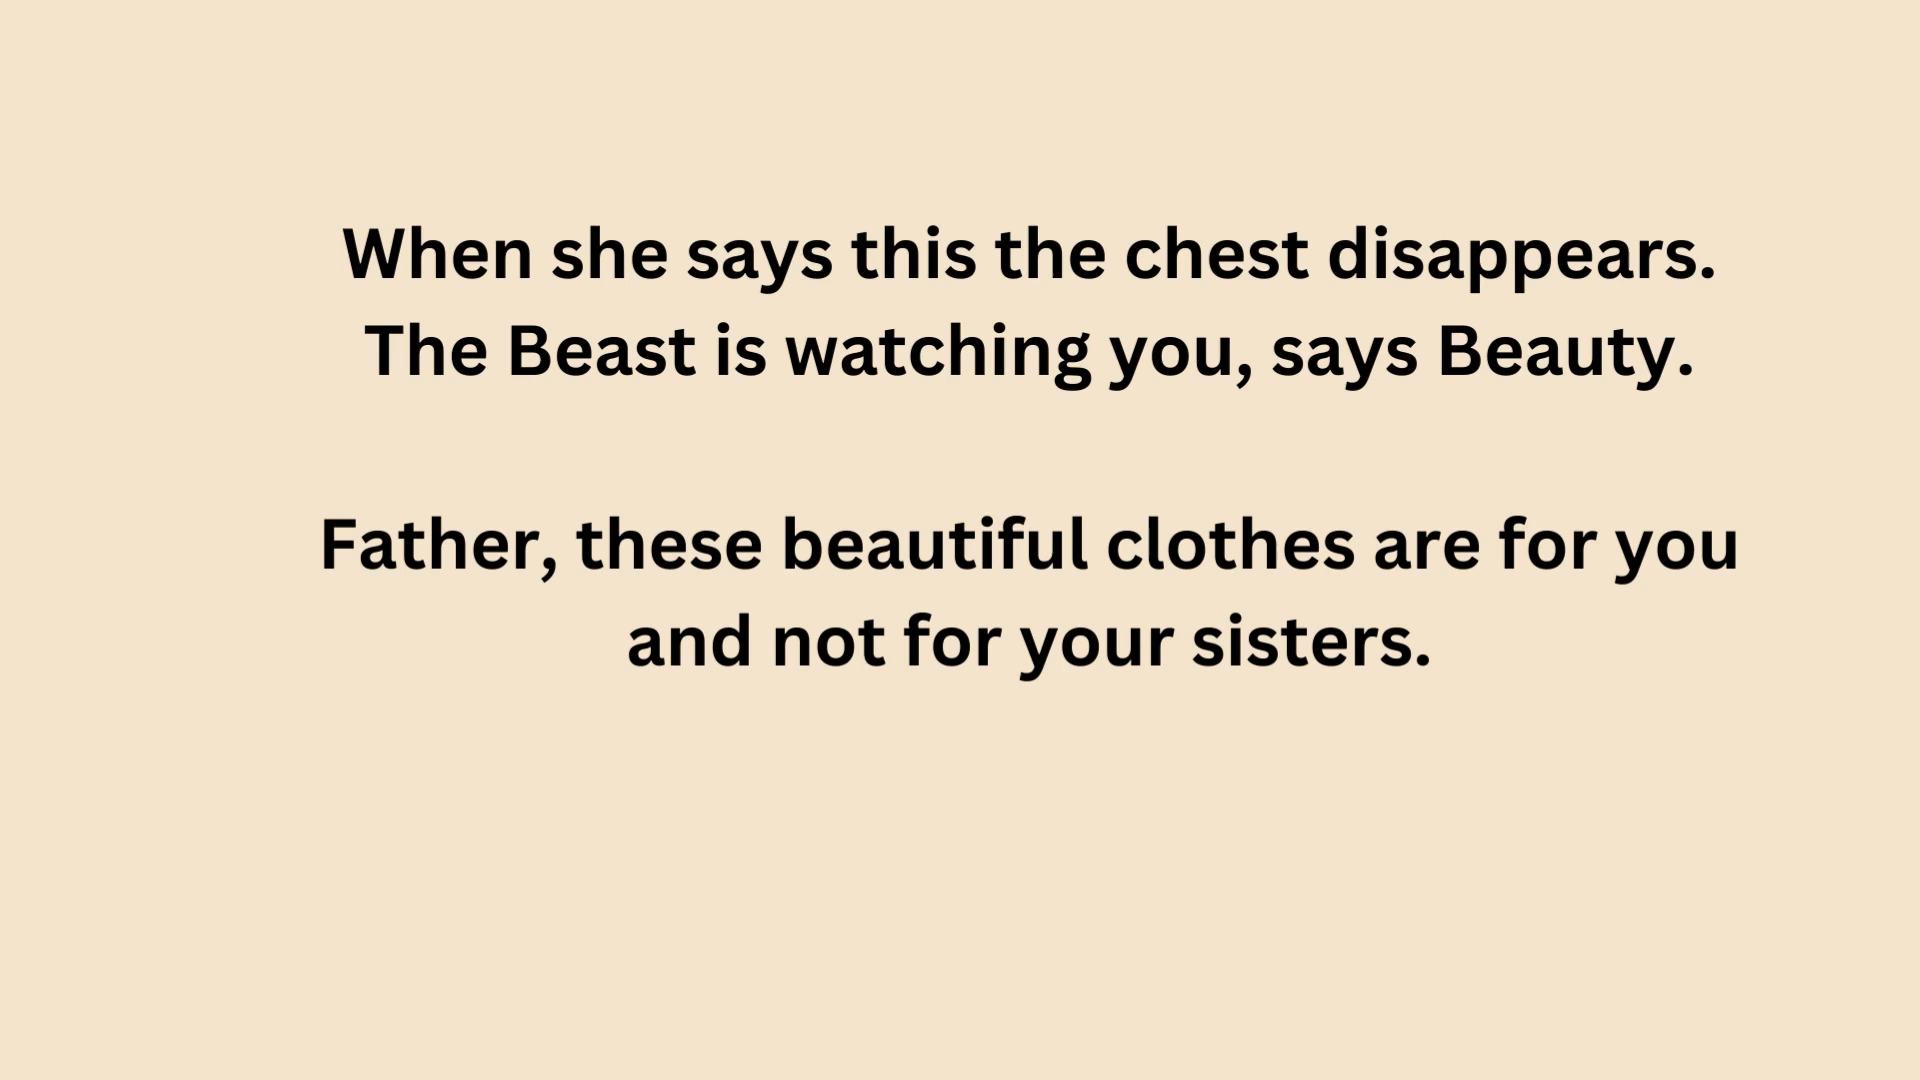 When she says this the chest disappears.
The Beast is watching you, says Beauty.
Father, these beautiful clothes are for you
and not for your sisters.